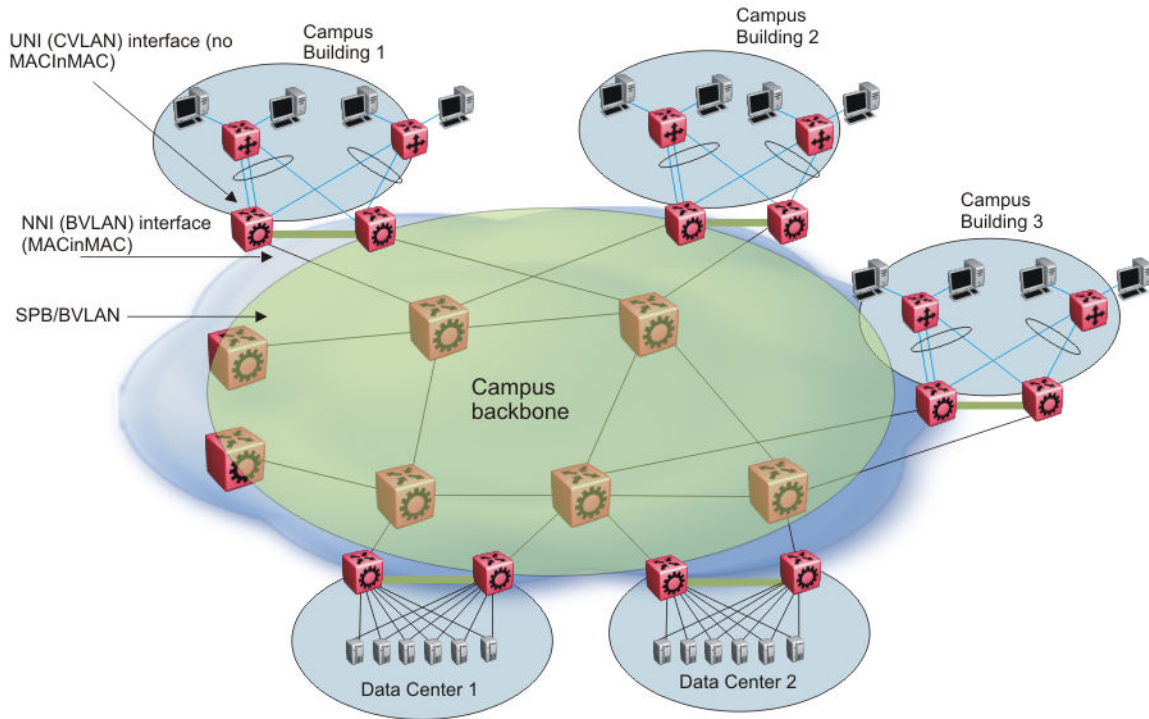 UNI (CVLAN) interface (no
MACInMAC)
Campus
Building 1
Campus
Building 2
NNI (BVLAN) interface
(MACinMAC)
Campus
Building 3
SPB/BVLAN
Campus
backbone
Data Center 1
Data Center 2